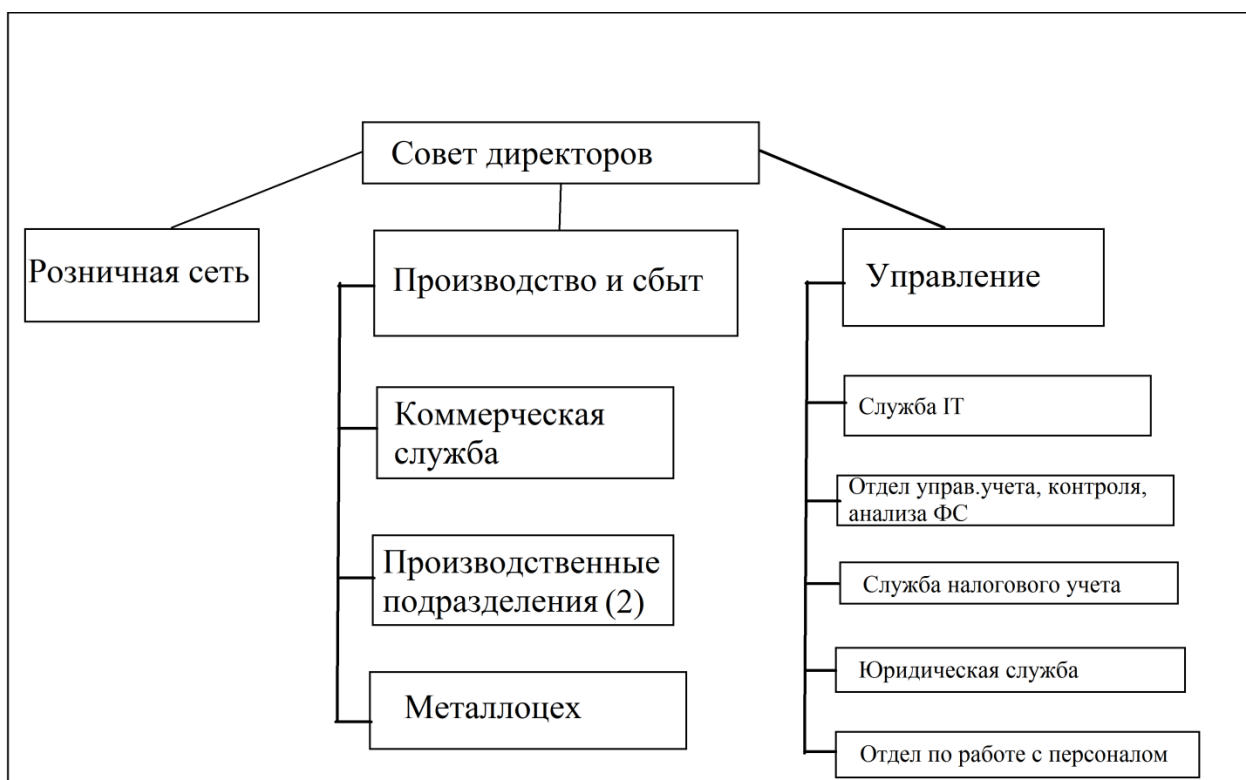 Совет директоров
Розничная сеть
Производство и сбыт
Управление
Коммерческая
служба
Производственные
подразделения (2)
Металлоцех
Служба IT
Отдел управ.учета, контроля,
анализа ФС
Служба налогового учета
Юридическая служба
Отдел по работе с персоналом